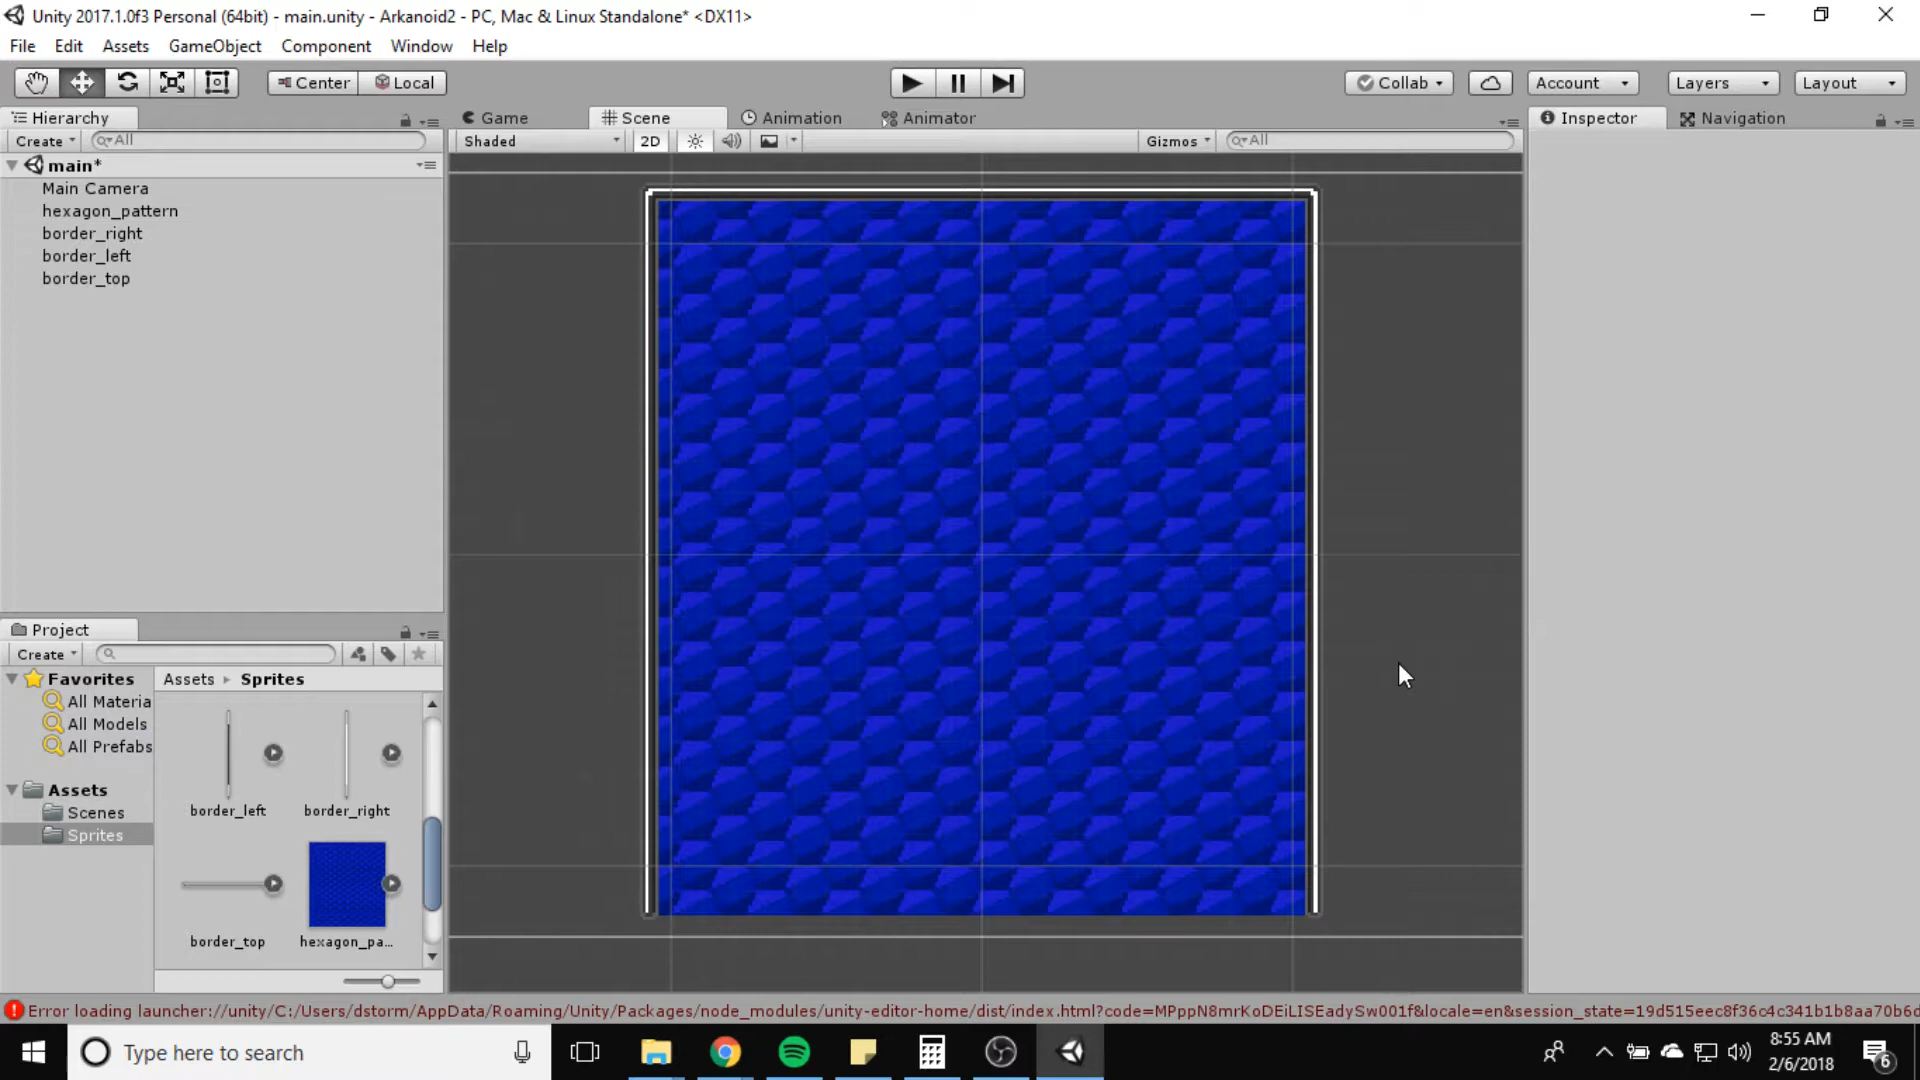 Unity 2017.1.0f3 Personal (64bit) - main.unity - Arkanoid2 - PC, Mac & Linux Standalone* <DX11>
File Edit Assets GameObject Component Window Help
Center Local Collab Account Layers Layout
Hierarchy Game Scene Animation Animator Inspector Navigation
Create All Shaded 2D Gizmos All
main*
Main Camera
hexagon_pattern
border_right
border_left
border_top
Project
Create
Favorites Assets Sprites
All Materia
All Models
All Prefabs
Assets
Scenes
Sprites
border_left border_right
border_top hexagon_pa...
Error loading launcher://unity/C:/Users/dstorm/AppData/Roaming/Unity/Packages/node_modules/unity-editor-home/dist/index.html?code=MPppN8mrKoDEiLISEadySw001f&locale=en&session_state=19d515eec8f36c4c341b1b8aa70b6d
Type here to search
8:55 AM
2/6/2018
6